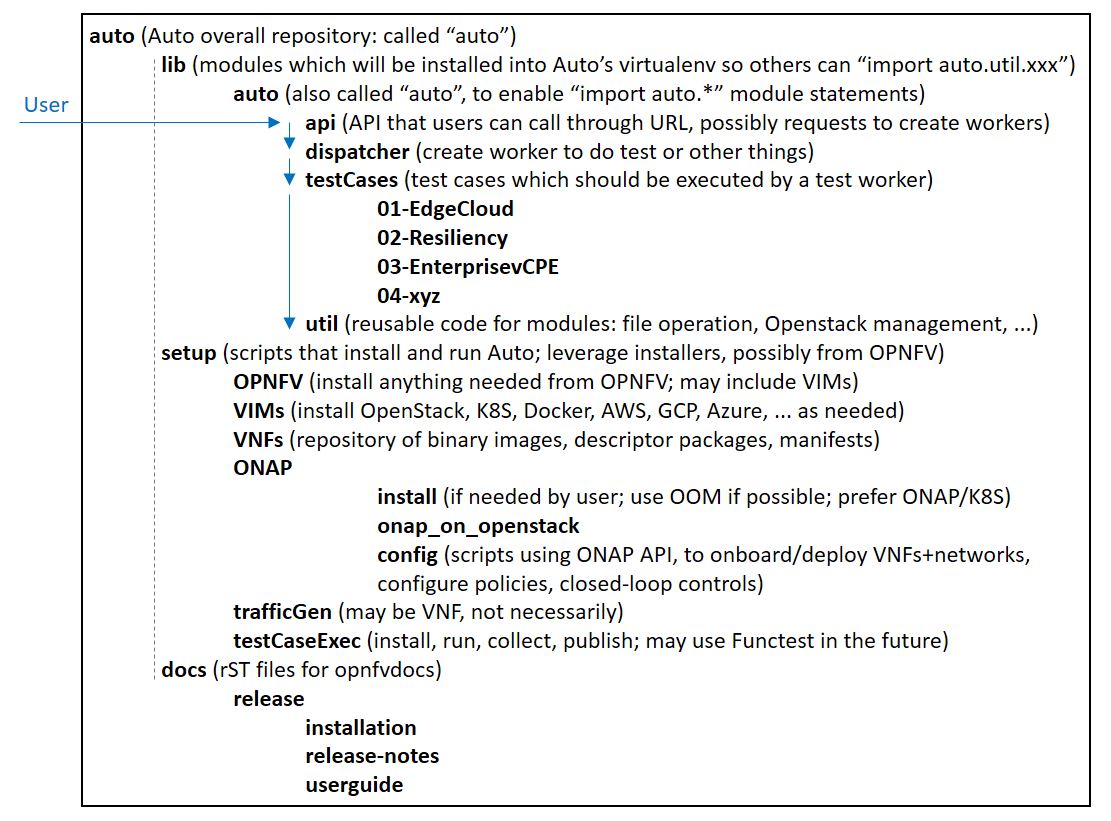 auto (Auto overall repository: called “auto”)
lib (modules which will be installed into Auto’s virtualenv so others can “import auto.util.xxx”)
auto (also called “auto”, to enable “import auto.*” module statements)
User
api (API that users can call through URL, possibly requests to create workers)
dispatcher (create worker to do test or other things)
testCases (test cases which should be executed by a test worker)
01-EdgeCloud
02-Resiliency
03-EnterprisevCPE
04-xyz
util (reusable code for modules: file operation, Openstack management, ...)
setup (scripts that install and run Auto; leverage installers, possibly from OPNFV)
OPNFV (install anything needed from OPNFV; may include VIMs)
VIMs (install OpenStack, K8S, Docker, AWS, GCP, Azure, ... as needed)
VNFs (repository of binary images, descriptor packages, manifests)
ONAP
install (if needed by user; use OOM if possible; prefer ONAP/K8S)
onap_on_openstack
config (scripts using ONAP API, to onboard/deploy VNFs+networks,
configure policies, closed-loop controls)
trafficGen (may be VNF, not necessarily)
testCaseExec (install, run, collect, publish; may use Functest in the future)
docs (rST files for opnfvdocs)
release
installation
release-notes
userguide